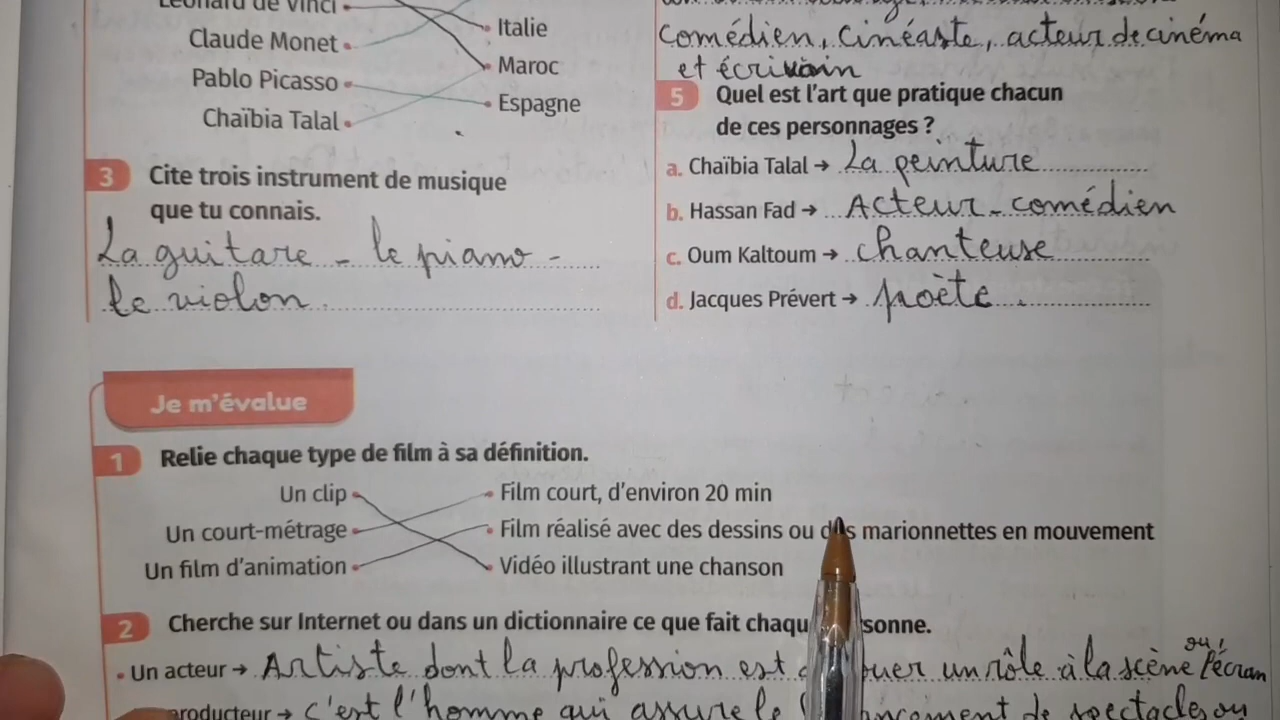 Léonard de Vinci
Claude Monet
Pablo Picasso
Chaïbia Talal
Italie
Maroc
Espagne
3 Cite trois instrument de musique
que tu connais.
La guitare - le piano -
le violon.
comédien, cinéaste, acteur de cinéma
et écrivain
5 Quel est l'art que pratique chacun
de ces personnages ?
a. Chaïbia Talal → La peinture
b. Hassan Fad → Acteur - comédien
c. Oum Kaltoum → chanteuse
d. Jacques Prévert → poète.
Je m'évalue
1 Relie chaque type de film à sa définition.
Un clip
Un court-métrage
Un film d'animation
Film court, d'environ 20 min
Film réalisé avec des dessins ou des marionnettes en mouvement
Vidéo illustrant une chanson
2 Cherche sur Internet ou dans un dictionnaire ce que fait chaque personne.
• Un acteur → Artiste dont la profession est uer un rôle à la scène ou l'écran
producteur → c'est l'homme qui assure le ancement de spectacles ou